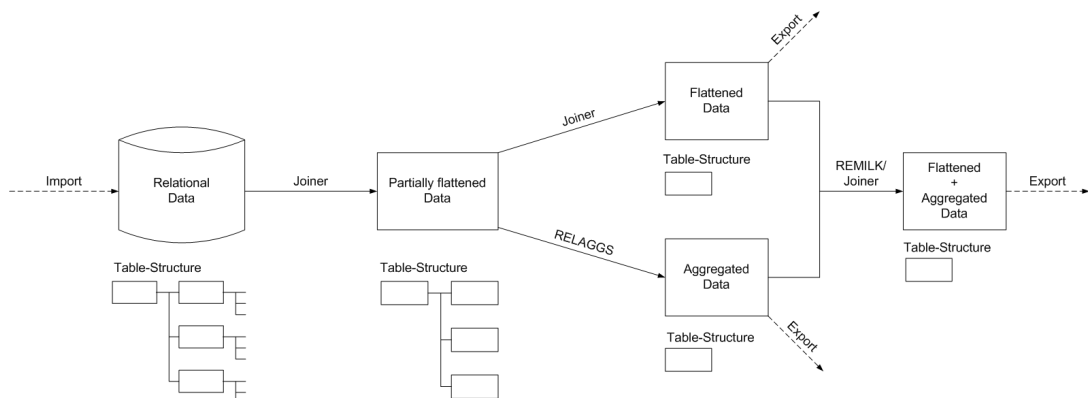 Import
Relational
Data
Table-Structure
Joiner
Partially flattened
Data
Table-Structure
Joiner
RELAGGS
Flattened
Data
Table-Structure
Export
Aggregated
Data
Table-Structure
Export
REMILK/
Joiner
Flattened
+
Aggregated
Data
Table-Structure
Export